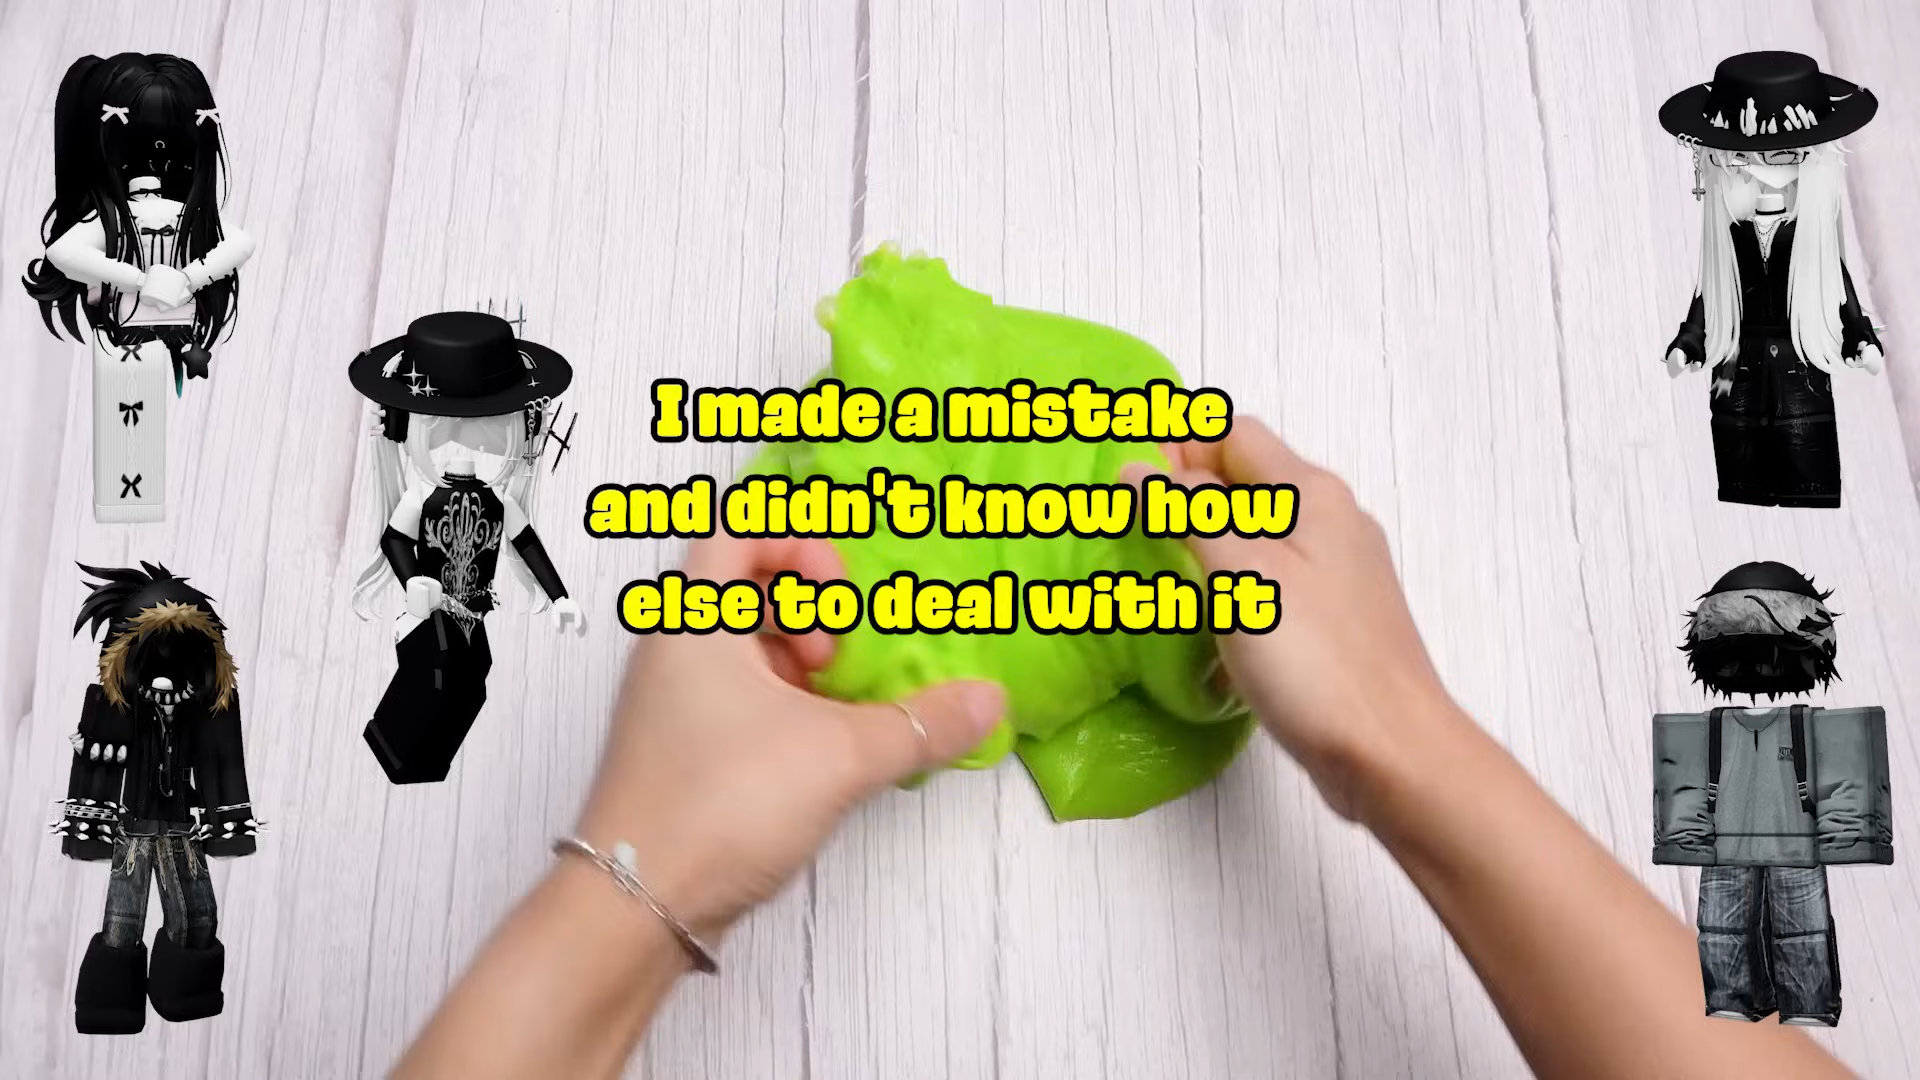 I made a mistake
and didn't know how
else to deal with it